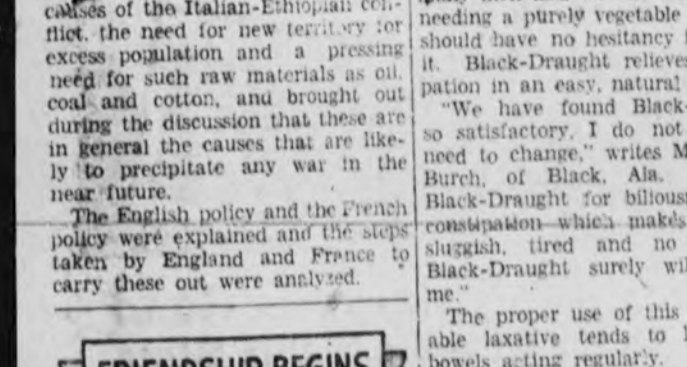 causes of the Italian-Ethiopian con-
flict, the need for new territory for
excess population and a pressing
need for such raw materials as oil,
coal and cotton, and brought out
during the discussion that these are
in general the causes that are like-
ly to precipitate any war in the
near future.
The English policy and the French
policy were explained and the steps
taken by England and France to
carry these out were analyzed.
FRIENDSHIP BEGINS
needing a purely vegetable
should have no hesitancy
it. Black-Draught relieves
pation in an easy, natural
"We have found Black-
so satisfactory, I do not
need to change," writes M
Burch, of Black, Ala.
Black-Draught for bilious
constipation which makes
sluggish, tired and no
Black-Draught surely wil
me."
The proper use of this
able laxative tends to
bowels acting regularly.